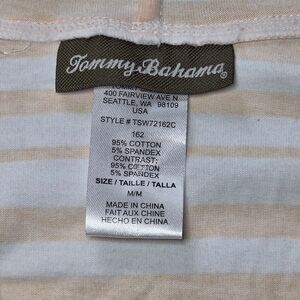 Tommy Bahama®
400 FAIRVIEW AVE N
SEATTLE, WA 98109
USA
STYLE # TSW72162C
162
95% COTTON
5% SPANDEX
CONTRAST:
95% COTTON
5% SPANDEX
SIZE / TAILLE / TALLA
M/M
MADE IN CHINA
FAIT AUX CHINE
HECHO EN CHINA